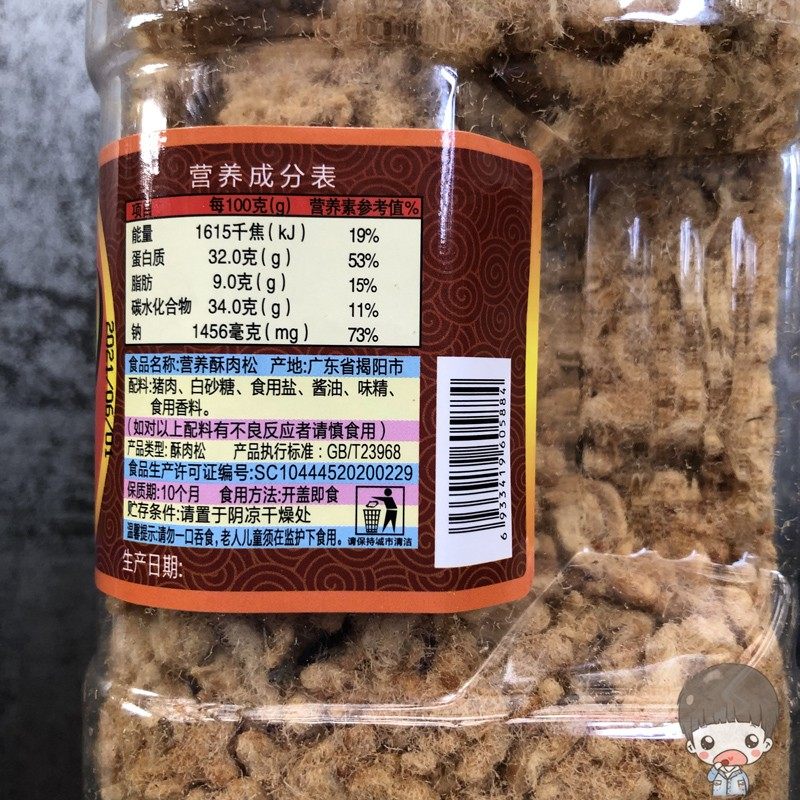 营养成分表
项目 每100克(g) 营养素参考值%
能量 1615千焦(kJ) 19%
蛋白质 32.0克(g) 53%
脂肪 9.0克(g) 15%
碳水化合物 34.0克(g) 11%
钠 1456毫克(mg) 73%
食品名称:营养酥肉松 产地:广东省揭阳市
配料:猪肉、白砂糖、食用盐、酱油、味精、
食用香料。
(如对以上配料有不良反应者请慎食用)
产品类型:酥肉松 产品执行标准:GB/T23968
食品生产许可证编号:SC10444520200229
保质期:10个月 食用方法:开盖即食
贮存条件:请置于阴凉干燥处
温馨提示:请勿一口吞食,老人儿童须在监护下食用。
请保持城市清洁
生产日期:
2021/06/01
6933419605884